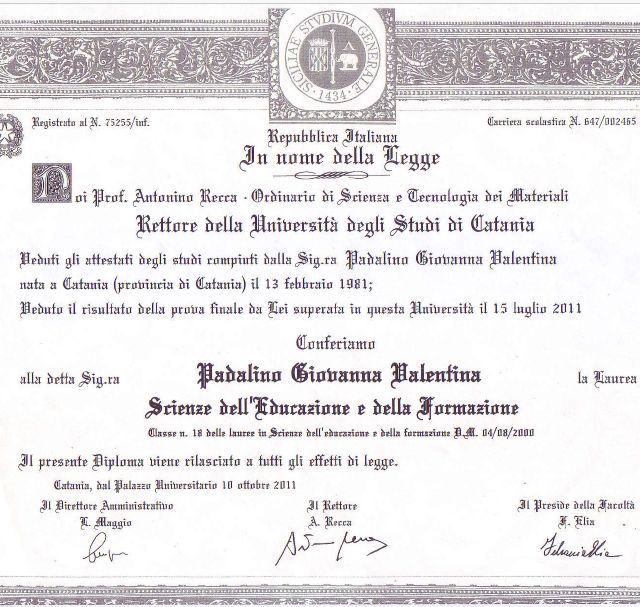 SICILIAE STVDIVM GENERALE · 1434 ·
Registrato al N. 75255/inf.
Carriera scolastica N. 647/002465
Repubblica Italiana
In nome della Legge
Noi Prof. Antonino Recca - Ordinario di Scienza e Tecnologia dei Materiali
Rettore della Università degli Studi di Catania
Veduti gli attestati degli studi compiuti dalla Sig.ra Padalino Giovanna Valentina
nata a Catania (provincia di Catania) il 13 febbraio 1981;
Veduto il risultato della prova finale da Lei superata in questa Università il 15 luglio 2011
Conferiamo
alla detta Sig.ra Padalino Giovanna Valentina la Laurea
Scienze dell'Educazione e della Formazione
Classe n. 18 delle lauree in Scienze dell'educazione e della formazione D.M. 04/08/2000
Il presente Diploma viene rilasciato a tutti gli effetti di legge.
Catania, dal Palazzo Universitario 10 ottobre 2011
Il Direttore Amministrativo
L. Maggio
Il Rettore
A. Recca
Il Preside della Facoltà
F. Elia